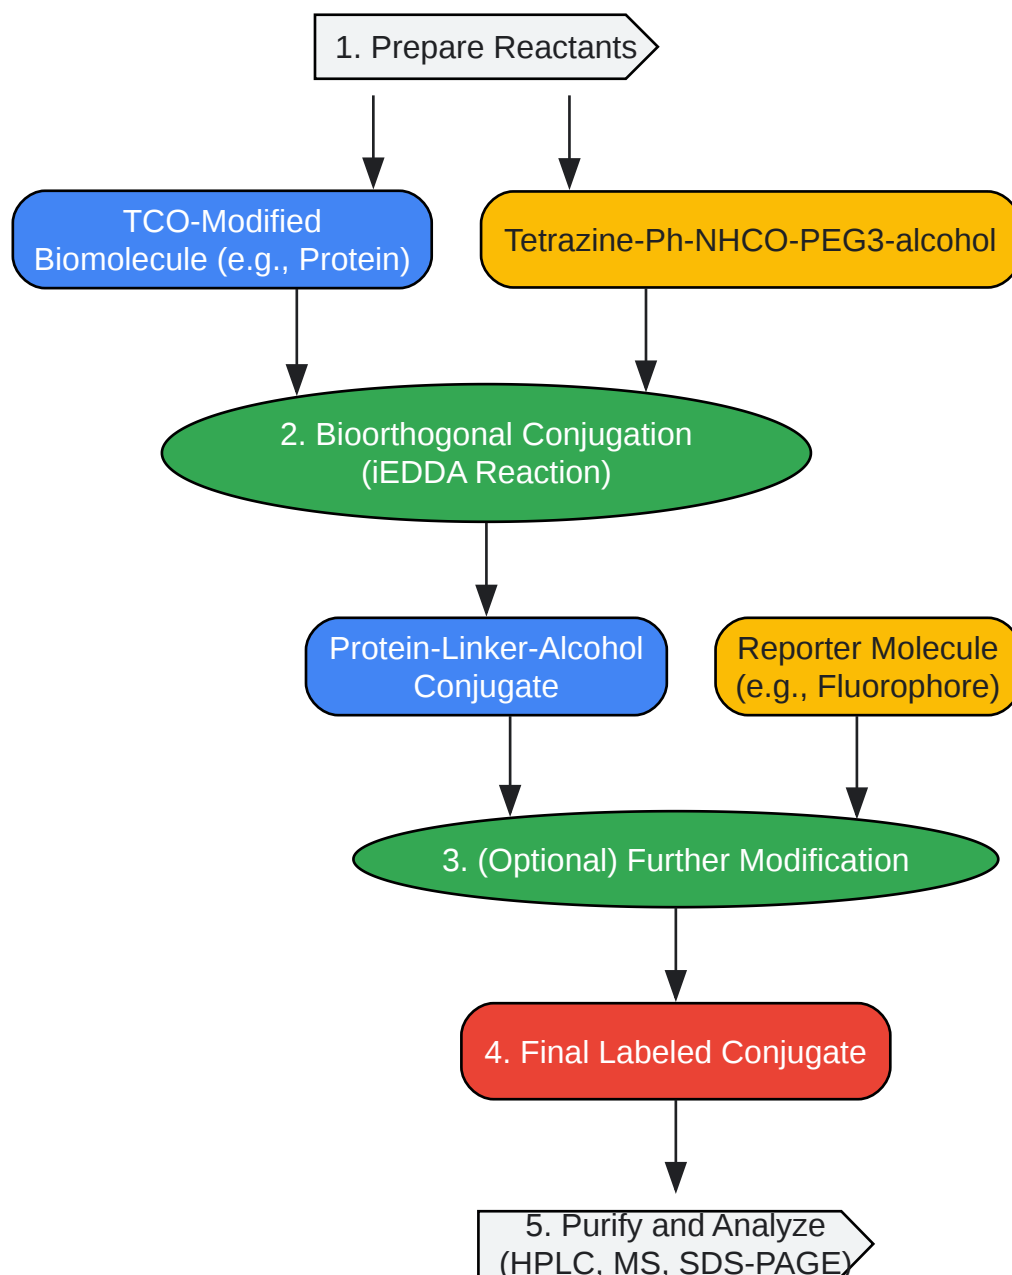 1. Prepare Reactants
TCO-Modified
Biomolecule (e.g., Protein)
Tetrazine-Ph-NHCO-PEG3-alcohol
2. Bioorthogonal Conjugation
(iEDDA Reaction)
Protein-Linker-Alcohol
Conjugate
Reporter Molecule
(e.g., Fluorophore)
3. (Optional) Further Modification
4. Final Labeled Conjugate
5. Purify and Analyze
(HPLC, MS, SDS-PAGE)